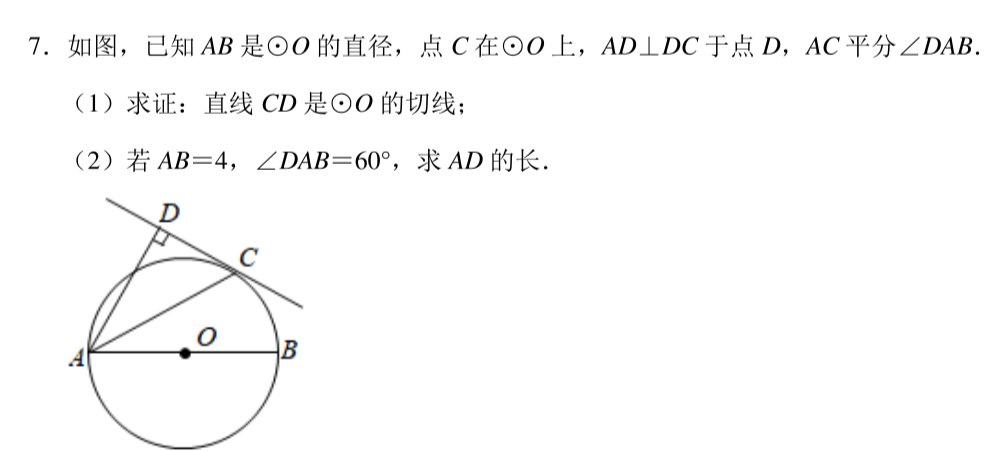 7．如图，已知 AB 是⊙O 的直径，点 C 在⊙O 上，AD⊥DC 于点 D，AC 平分∠DAB．
（1）求证：直线 CD 是⊙O 的切线；
（2）若 AB＝4，∠DAB＝60°，求 AD 的长．
D
C
O
A
B